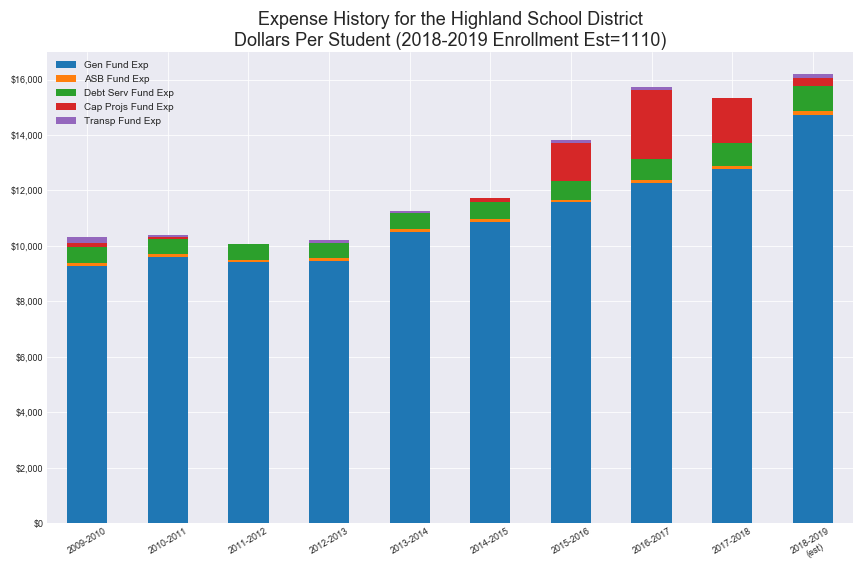 Expense History for the Highland School District
Dollars Per Student (2018-2019 Enrollment Est=1110)
Gen Fund Exp
ASB Fund Exp
Debt Serv Fund Exp
Cap Projs Fund Exp
Transp Fund Exp
$16,000
$14,000
$12,000
$10,000
$8,000
$6,000
$4,000
$2,000
$0
2009-2010
2010-2011
2011-2012
2012-2013
2013-2014
2014-2015
2015-2016
2016-2017
2017-2018
2018-2019
(est)